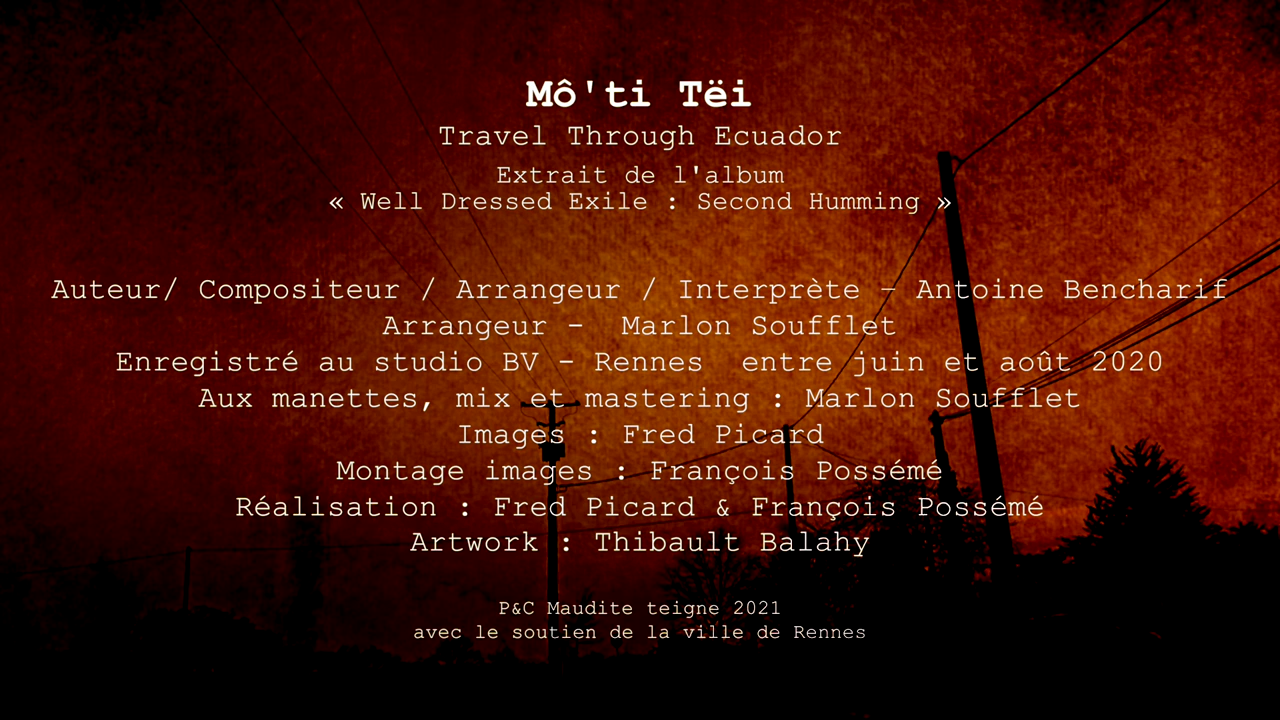 Mô'ti Tëi
Travel Through Ecuador
Extrait de l'album
« Well Dressed Exile : Second Humming »
Auteur/ Compositeur / Arrangeur / Interprète – Antoine Bencharif
Arrangeur -  Marlon Soufflet
Enregistré au studio BV - Rennes  entre juin et août 2020
Aux manettes, mix et mastering : Marlon Soufflet
Images : Fred Picard
Montage images : François Possémé
Réalisation : Fred Picard & François Possémé
Artwork : Thibault Balahy
P&C Maudite teigne 2021
avec le soutien de la ville de Rennes